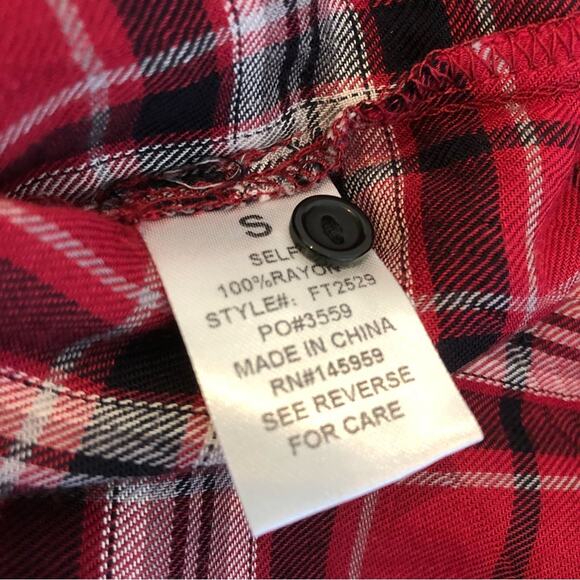 S
SELF
100%RAYON
STYLE#: FT2529
PO#3559
MADE IN CHINA
RN#145959
SEE REVERSE
FOR CARE